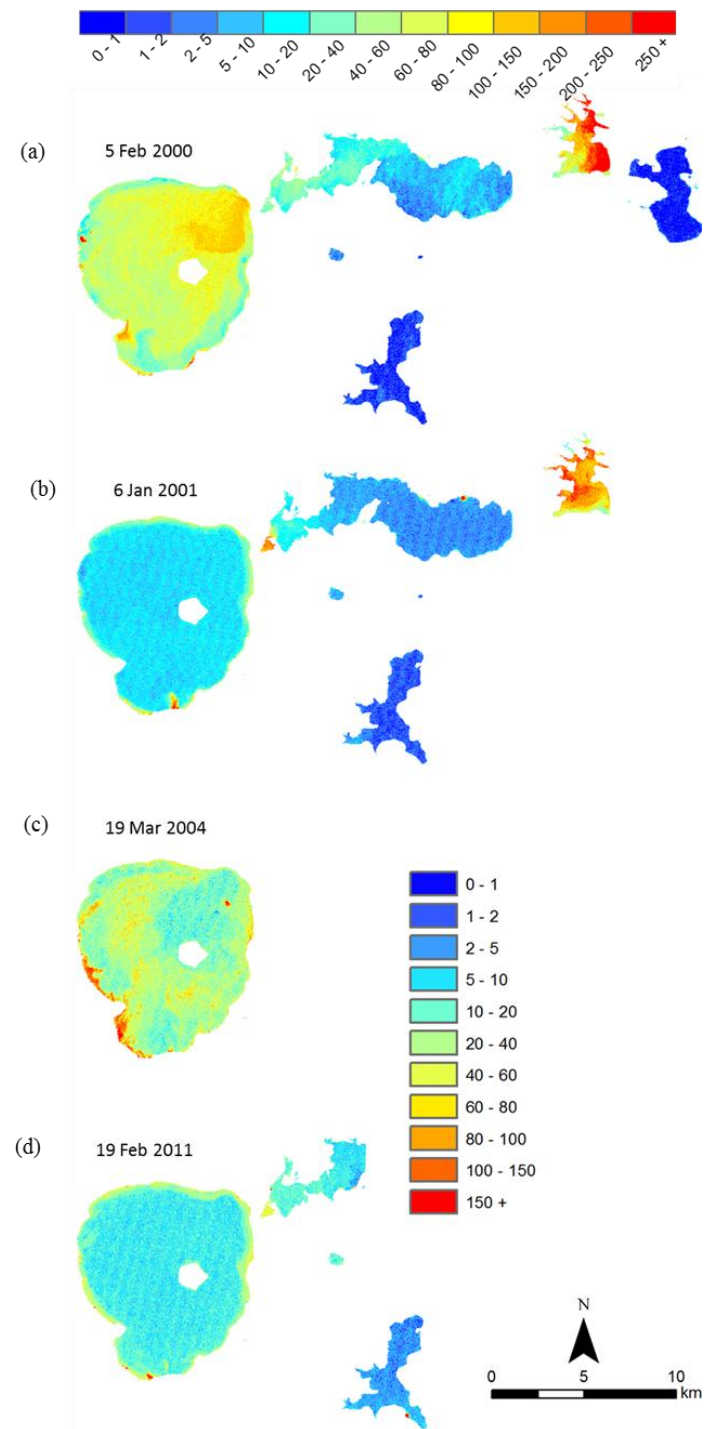 0 - 1
1 - 2
2 - 5
5 - 10
10 - 20
20 - 40
40 - 60
60 - 80
80 - 100
100 - 150
150 - 200
200 - 250
250 +
(a)
5 Feb 2000
(b)
6 Jan 2001
(c)
19 Mar 2004
0 - 1
1 - 2
2 - 5
5 - 10
10 - 20
20 - 40
40 - 60
60 - 80
80 - 100
100 - 150
150 +
(d)
19 Feb 2011
N
0 5 10
km